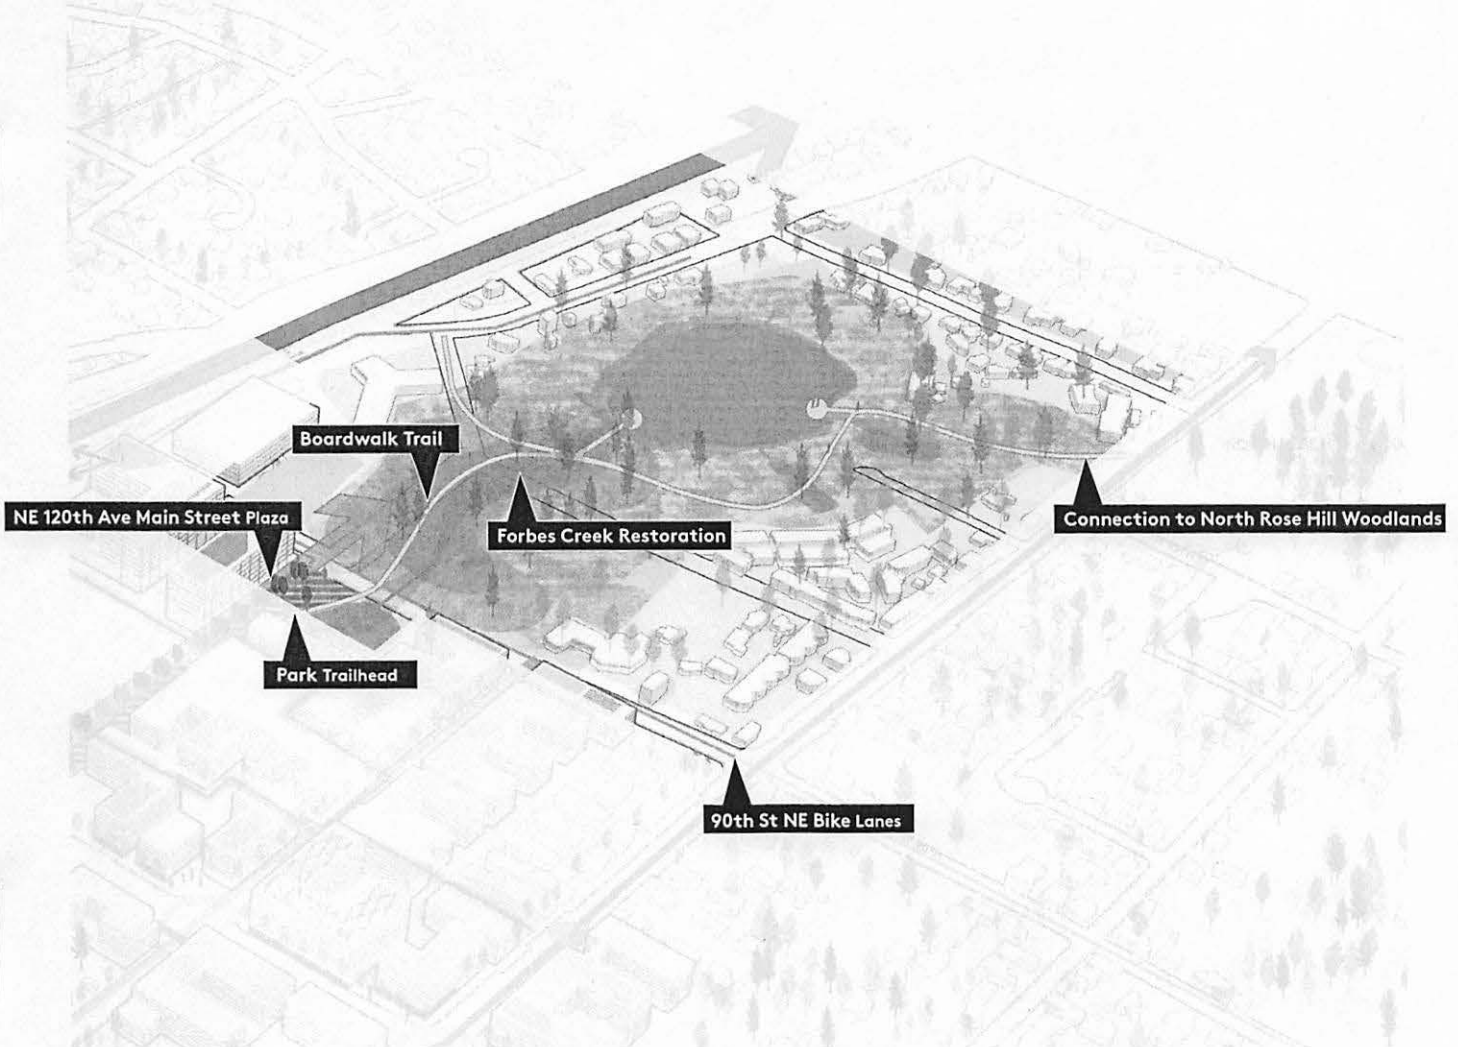 Boardwalk Trail
NE 120th Ave Main Street Plaza
Forbes Creek Restoration
Connection to North Rose Hill Woodlands
Park Trailhead
90th St NE Bike Lanes